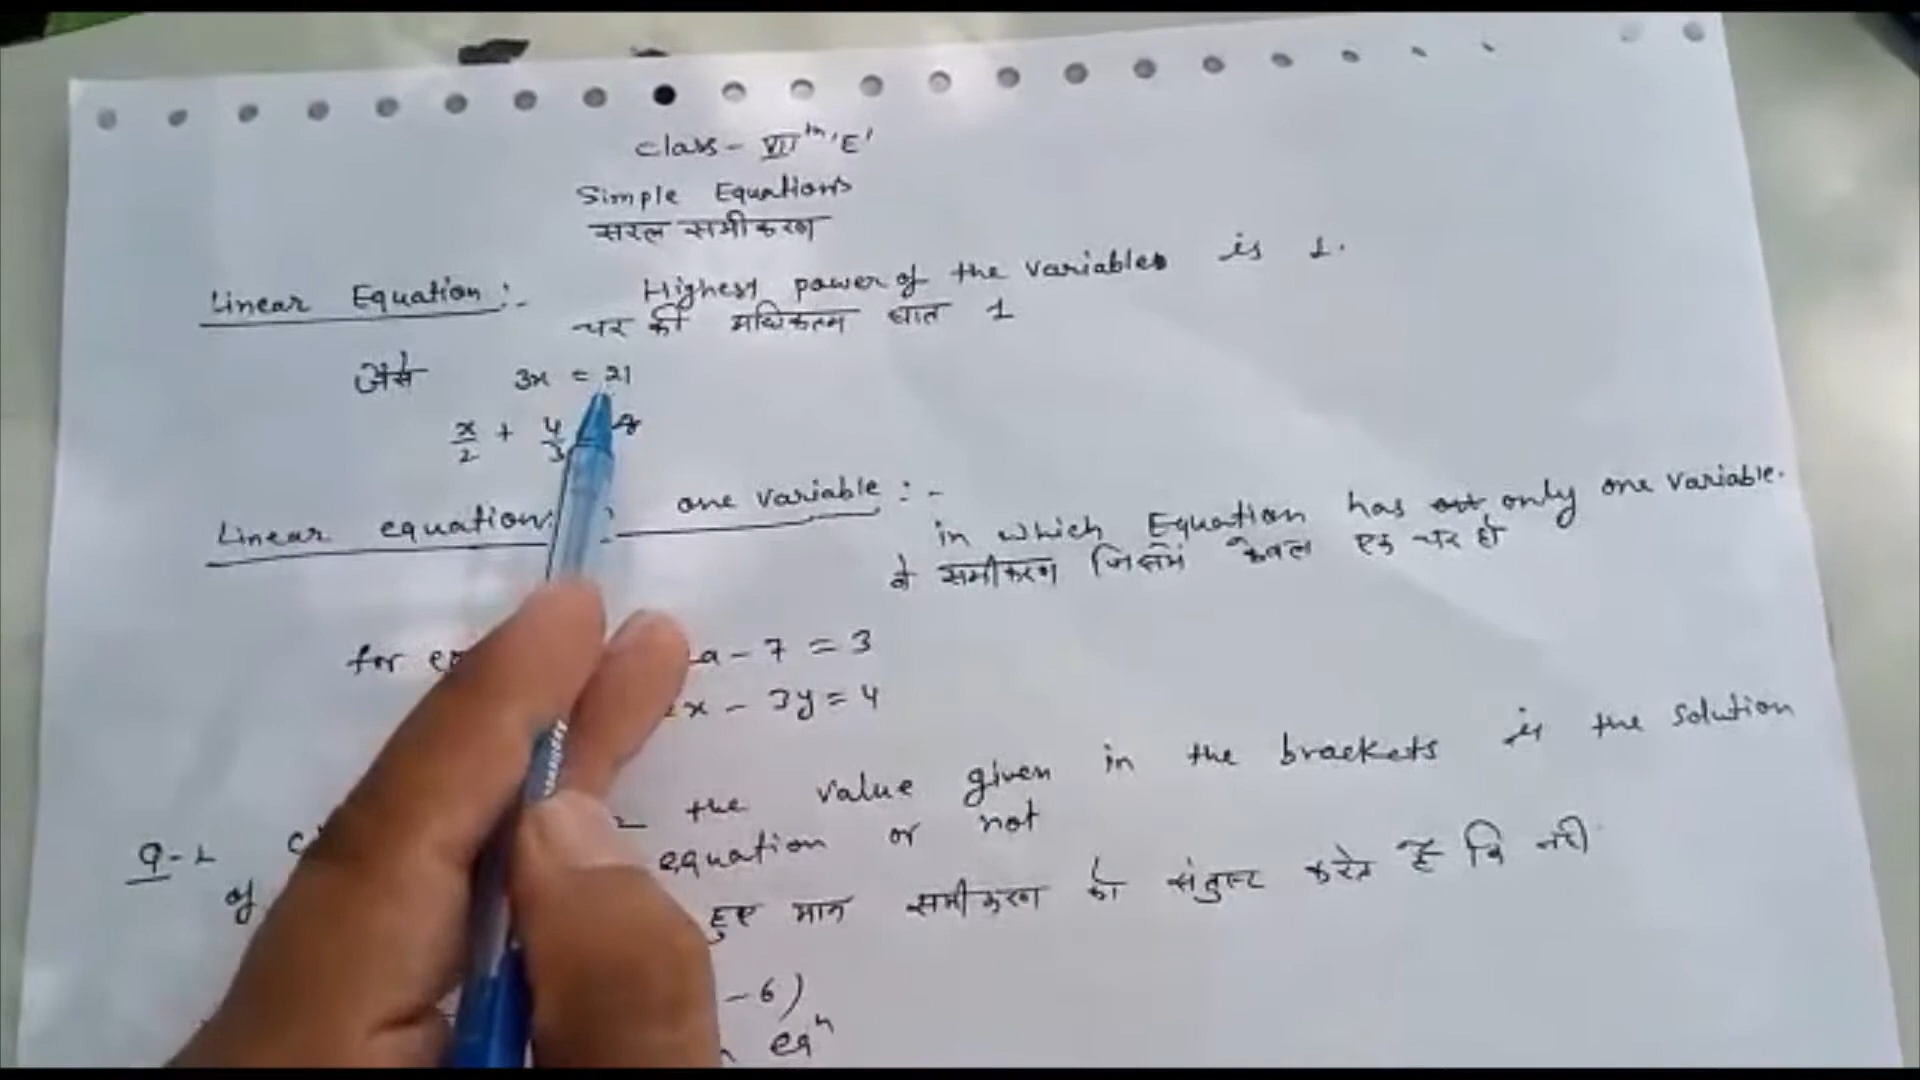 Class - VII th 'E'
Simple Equations
सरल समीकरण
Linear Equation :- Highest power of the variables is 1.
चर की अधिकतम घात 1
जैसे 3x = 21
x/2 + 4/3
Linear equation one variable :-
in which Equation has only one variable.
वे समीकरण जिसमें केवल एक चर हो
for a - 7 = 3
x - 3y = 4
Q-1 the value given in the brackets is the solution
of equation or not
हुए मान समीकरण को संतुष्ट करते हैं कि नहीं
- 6)
eqn